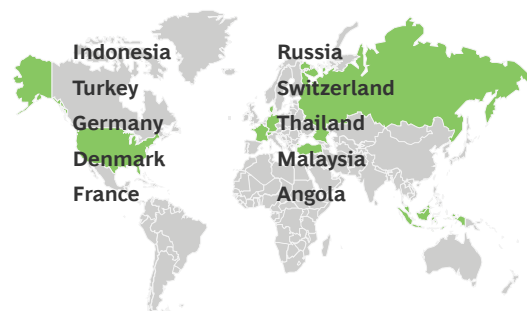 Indonesia
Turkey
Germany
Denmark
France
Russia
Switzerland
Thailand
Malaysia
Angola